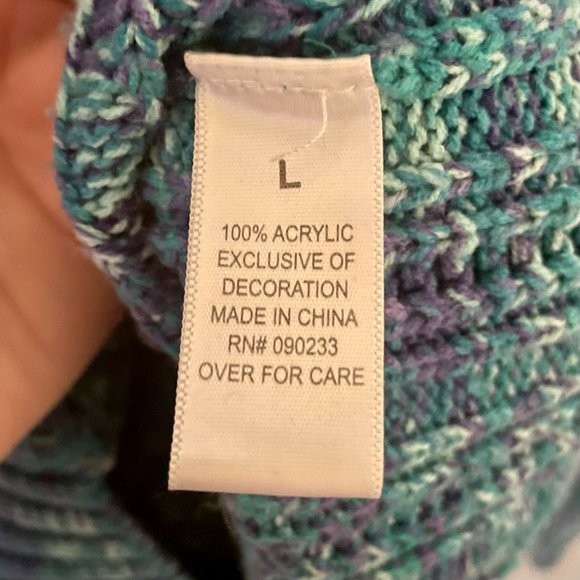 L
100% ACRYLIC
EXCLUSIVE OF
DECORATION
MADE IN CHINA
RN# 090233
OVER FOR CARE